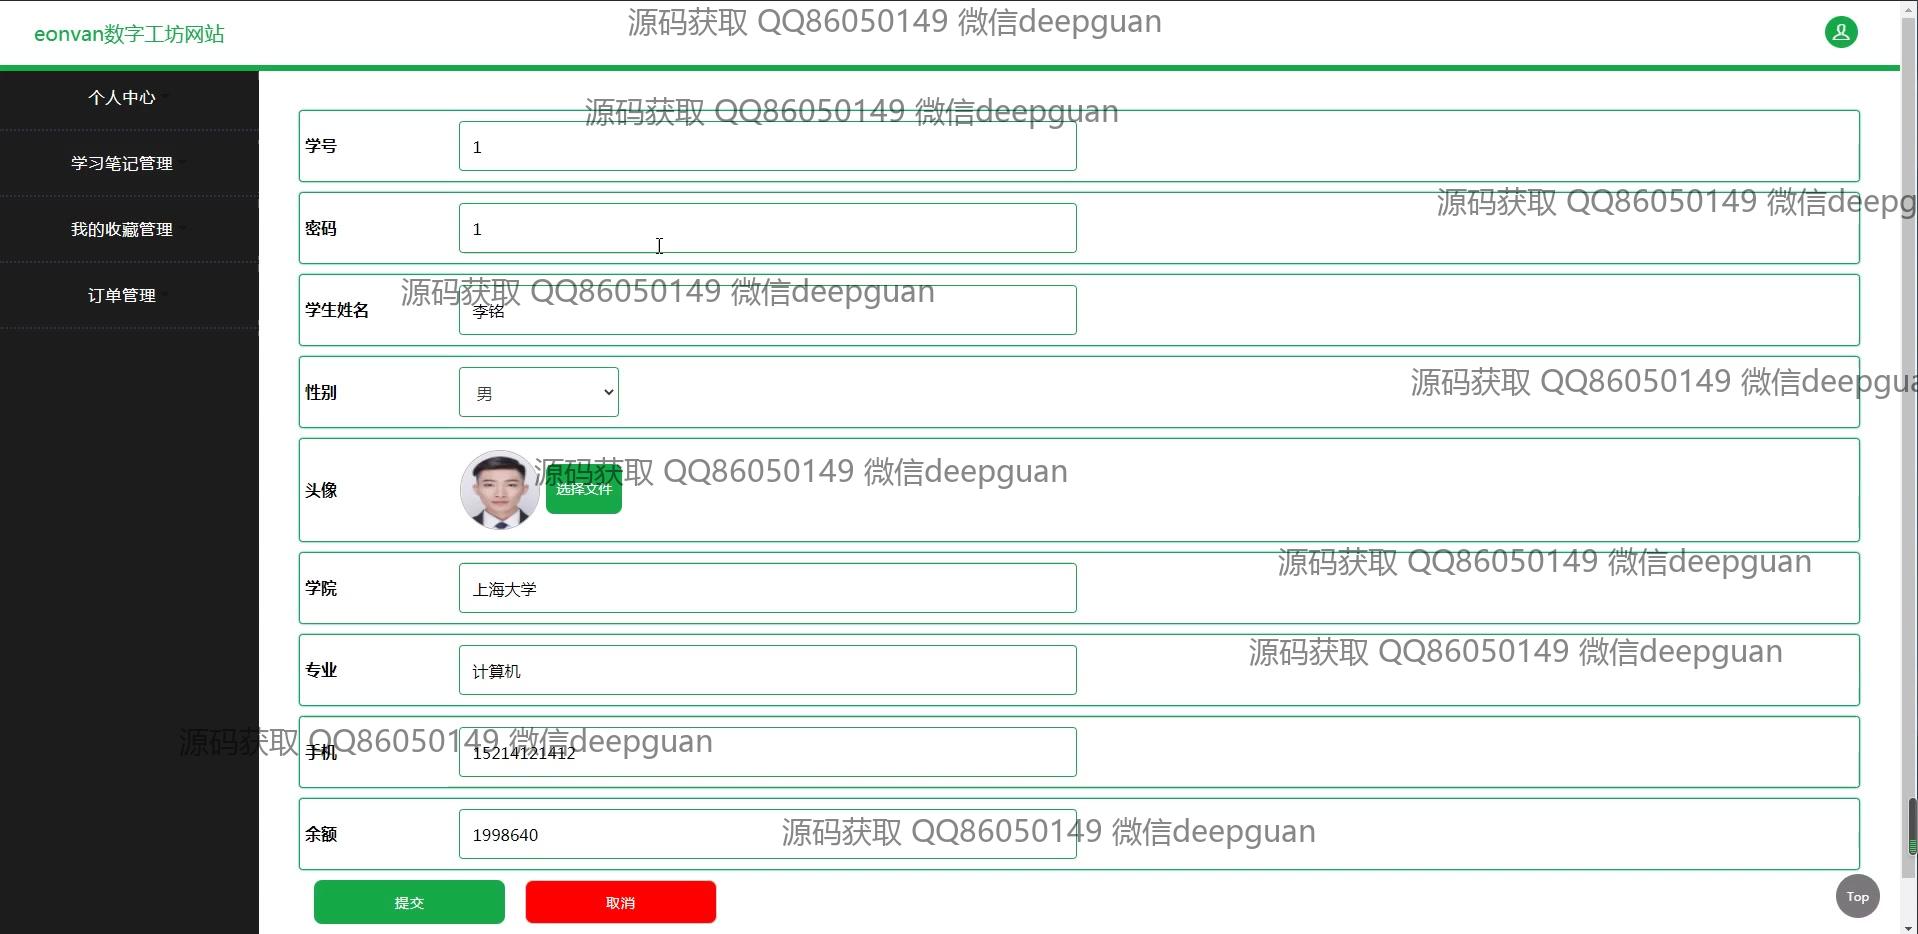 源码获取 QQ86050149 微信deepguan
eonvan数字工坊网站
个人中心
源码获取 QQ86050149 微信deepguan
学号
1
学习笔记管理
源码获取 QQ86050149 微信deepg
我的收藏管理
密码
1
订单管理
源码获取 QQ86050149 微信deepguan
学生姓名
李铭
源码获取 QQ86050149 微信deepgua
性别
男
源码获取 QQ86050149 微信deepguan
头像
选择文件
源码获取 QQ86050149 微信deepguan
学院
上海大学
源码获取 QQ86050149 微信deepguan
专业
计算机
源码获取 QQ86050149 微信deepguan
手机
15214121412
源码获取 QQ86050149 微信deepguan
余额
1998640
提交
取消
Top